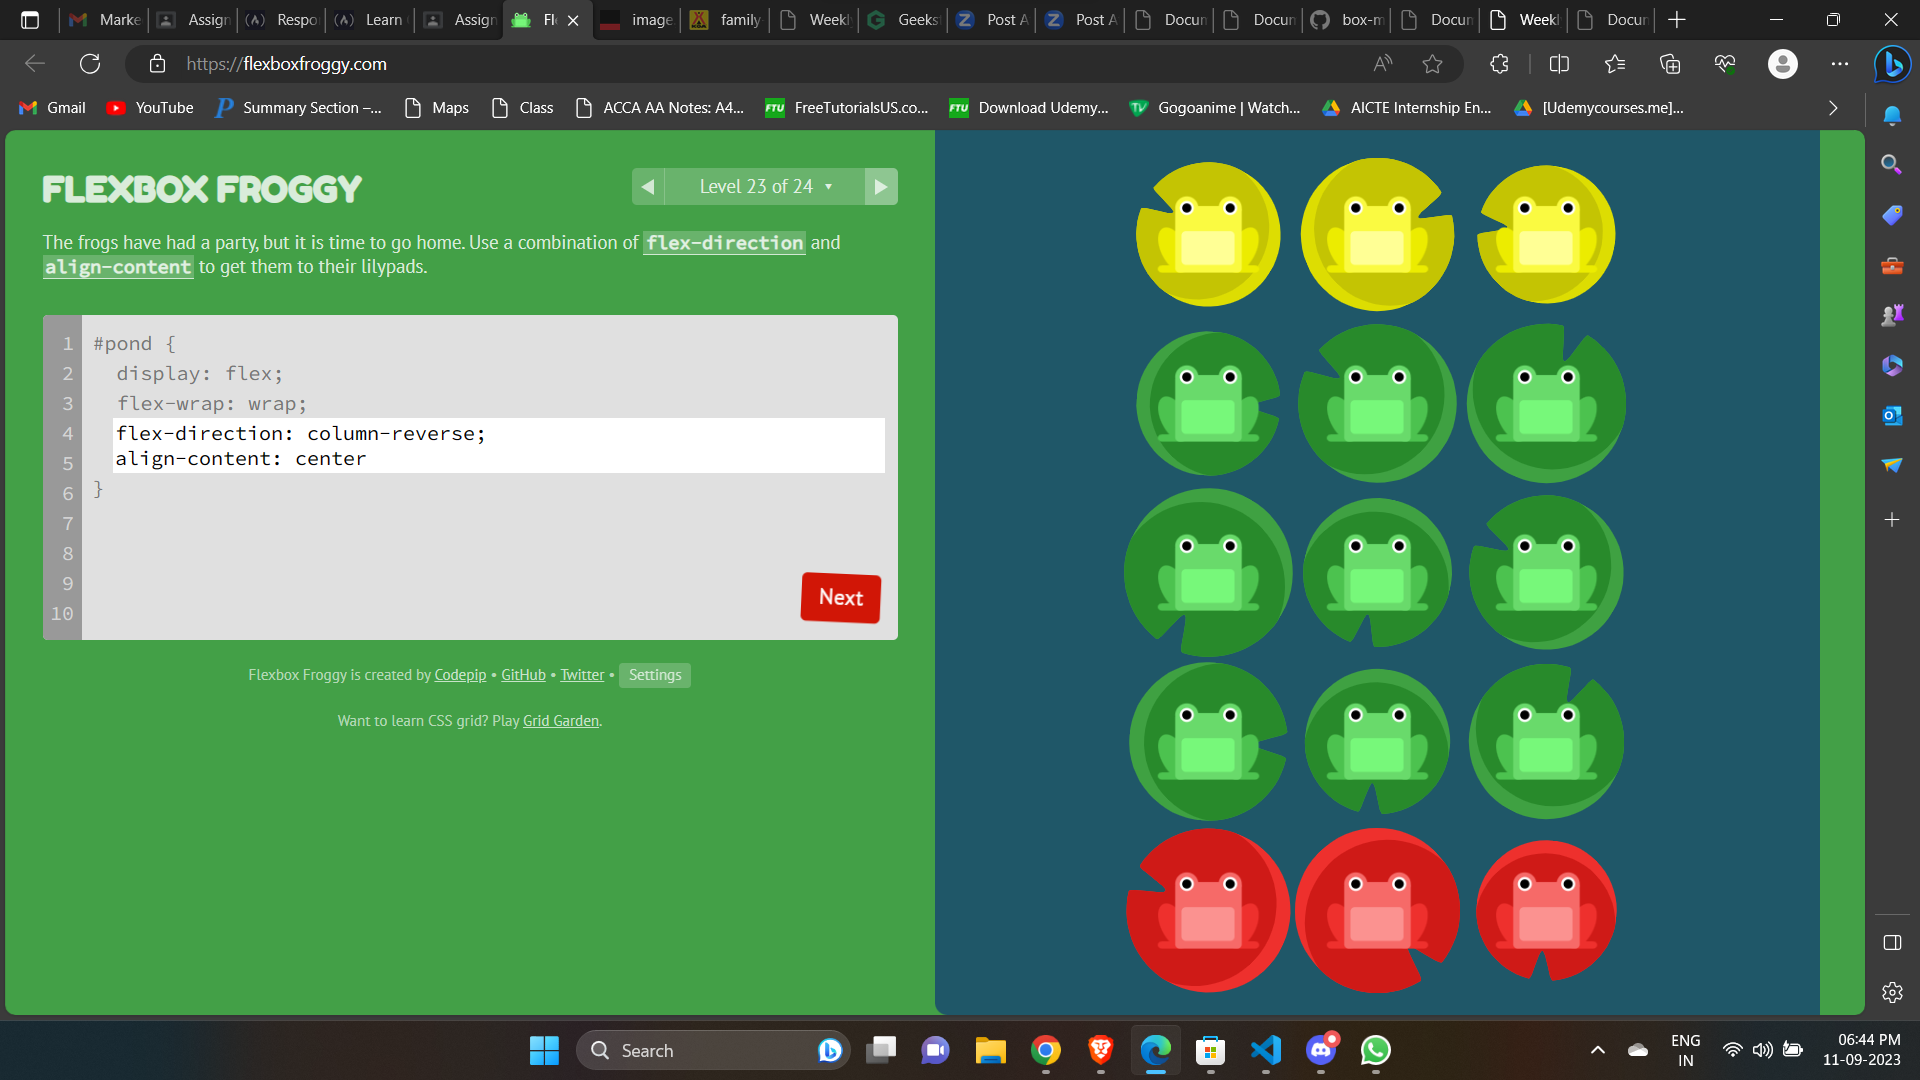 Marke
Assign
Respo
Learn
Assign
Fl
image
family
Weekl
Geeks
Post A
Post A
Docum
Docun
box-m
Docun
Weekl
Docun
https://flexboxfroggy.com
Gmail
YouTube
Summary Section –...
Maps
Class
ACCA AA Notes: A4...
FreeTutorialsUS.co...
Download Udemy...
Gogoanime | Watch...
AICTE Internship En...
[Udemycourses.me]...
FLEXBOX FROGGY
Level 23 of 24
The frogs have had a party, but it is time to go home. Use a combination of flex-direction and
align-content to get them to their lilypads.
1 #pond {
2 display: flex;
3 flex-wrap: wrap;
4 flex-direction: column-reverse;
5 align-content: center
6 }
7
8
9
10
Next
Flexbox Froggy is created by Codepip • GitHub • Twitter • Settings
Want to learn CSS grid? Play Grid Garden.
Search
ENG
IN
06:44 PM
11-09-2023